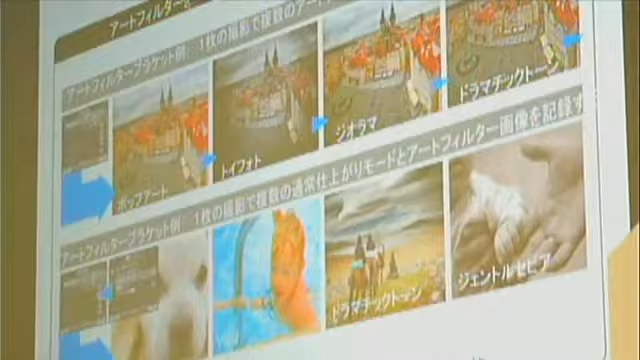 アートフィルター
アートフィルターブラケット例: 1枚の撮影で複数のアート
ポップアート
トイフォト
ジオラマ
ドラマチックトーン
アートフィルターブラケット例: 1枚の撮影で複数の通常仕上がりモードとアートフィルター画像を記録す
ドラマチックトーン
ジェントルセピア